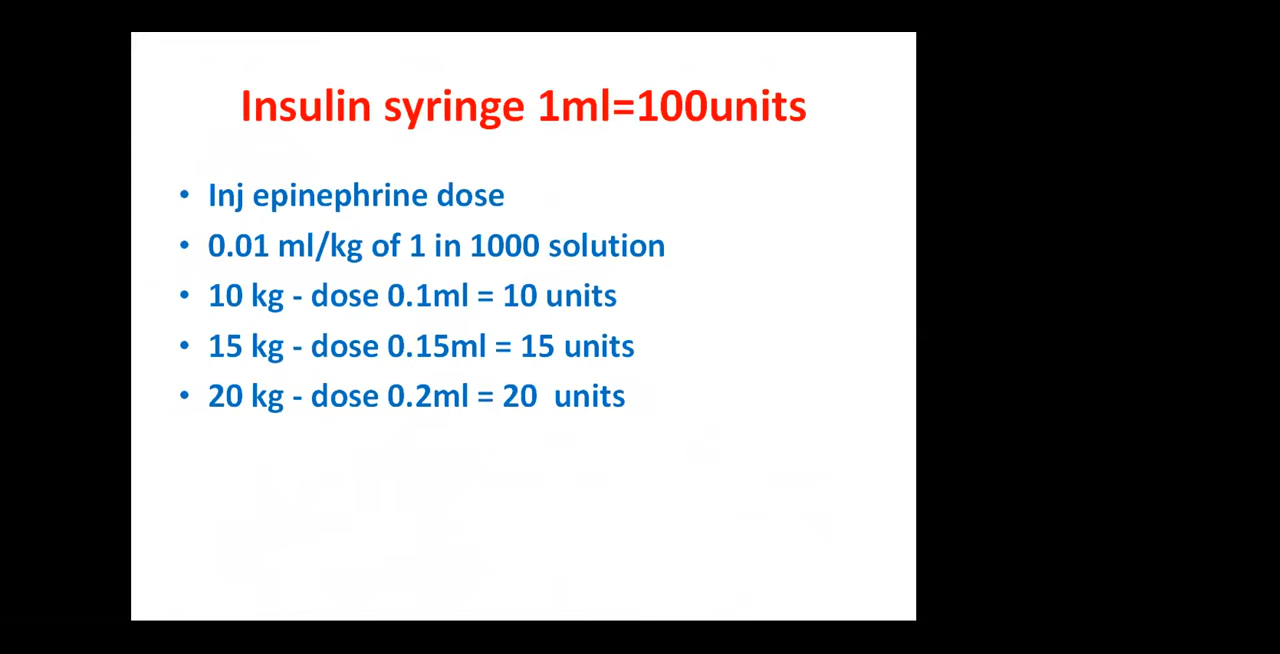 Insulin syringe 1ml=100units
• Inj epinephrine dose
• 0.01 ml/kg of 1 in 1000 solution
• 10 kg - dose 0.1ml = 10 units
• 15 kg - dose 0.15ml = 15 units
• 20 kg - dose 0.2ml = 20  units